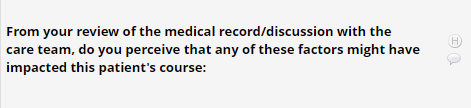 From your review of the medical record/discussion with the
care team, do you perceive that any of these factors might have
impacted this patient's course:
H